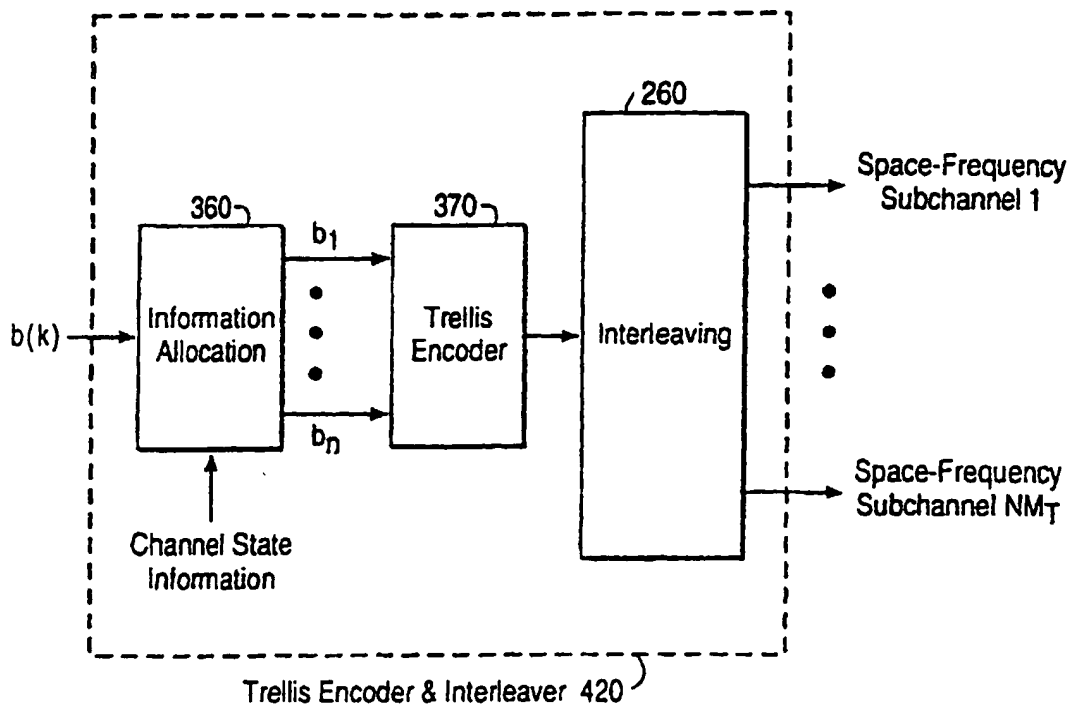 260
Space-Frequency
Subchannel 1
360
370
b1
b(k)
Information
Allocation
Trellis
Encoder
Interleaving
bn
Space-Frequency
Subchannel NMT
Channel State
Information
Trellis Encoder & Interleaver 420